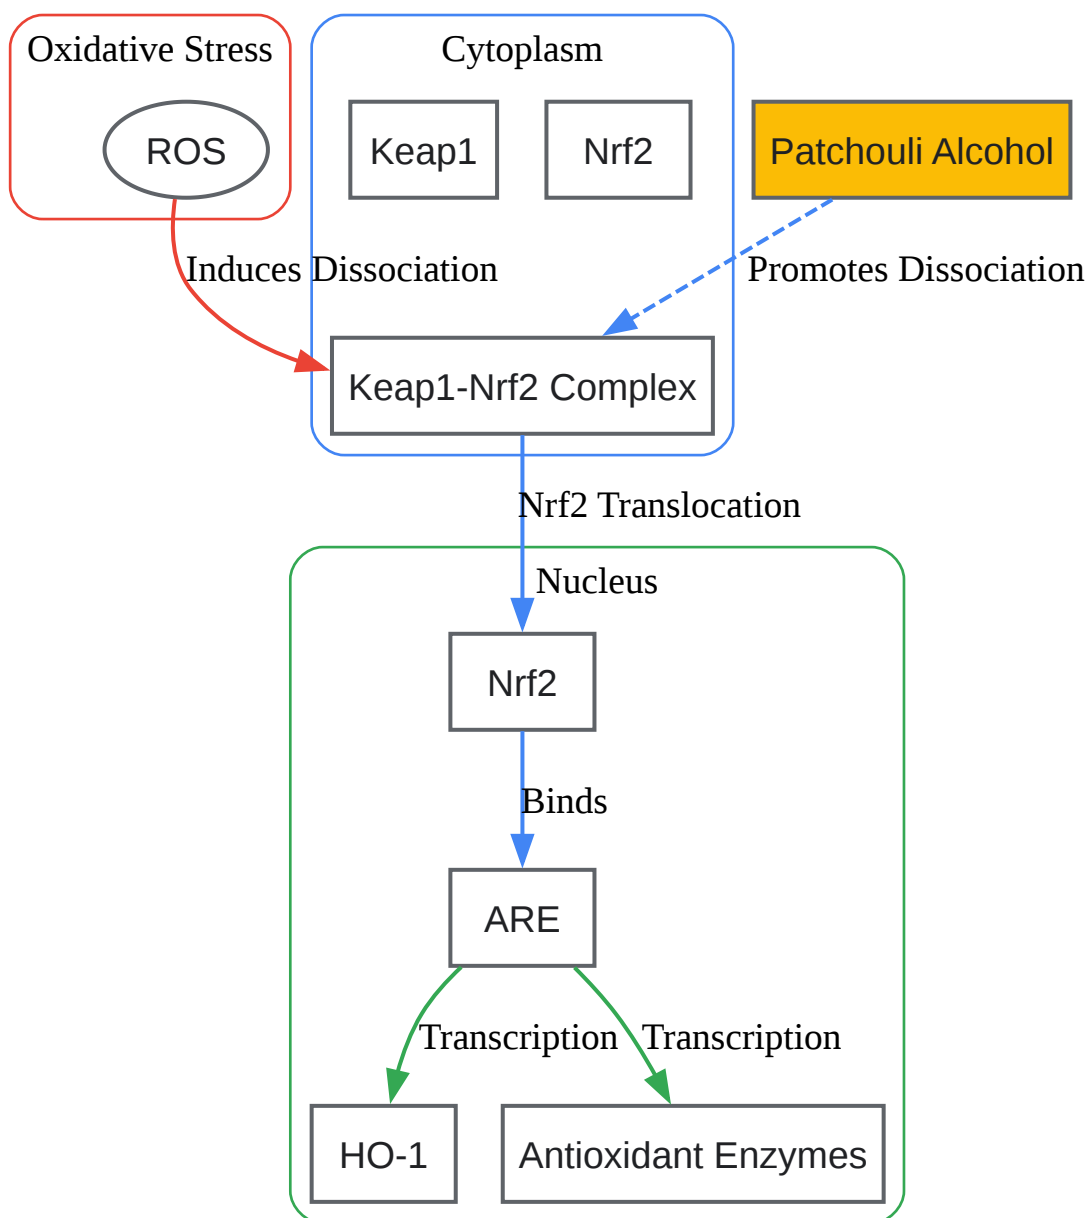 Oxidative Stress
Cytoplasm
ROS
Keap1
Nrf2
Patchouli Alcohol
Induces Dissociation
Promotes Dissociation
Keap1-Nrf2 Complex
Nrf2 Translocation
Nucleus
Nrf2
Binds
ARE
Transcription
Transcription
HO-1
Antioxidant Enzymes